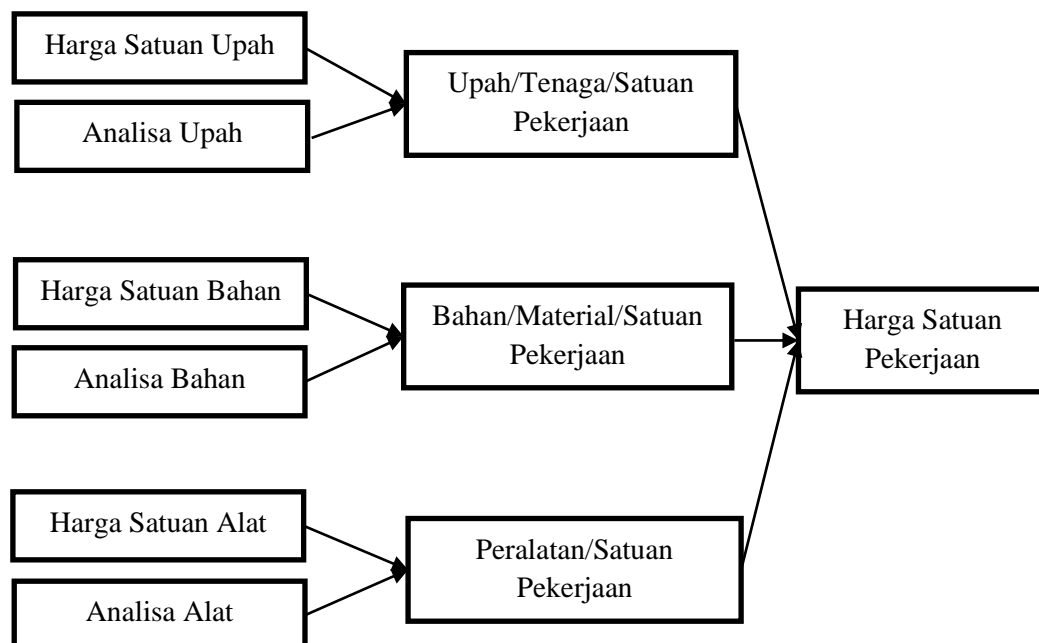 Harga Satuan Upah
Analisa Upah
Upah/Tenaga/Satuan
Pekerjaan
Harga Satuan Bahan
Analisa Bahan
Bahan/Material/Satuan
Pekerjaan
Harga Satuan
Pekerjaan
Harga Satuan Alat
Analisa Alat
Peralatan/Satuan
Pekerjaan